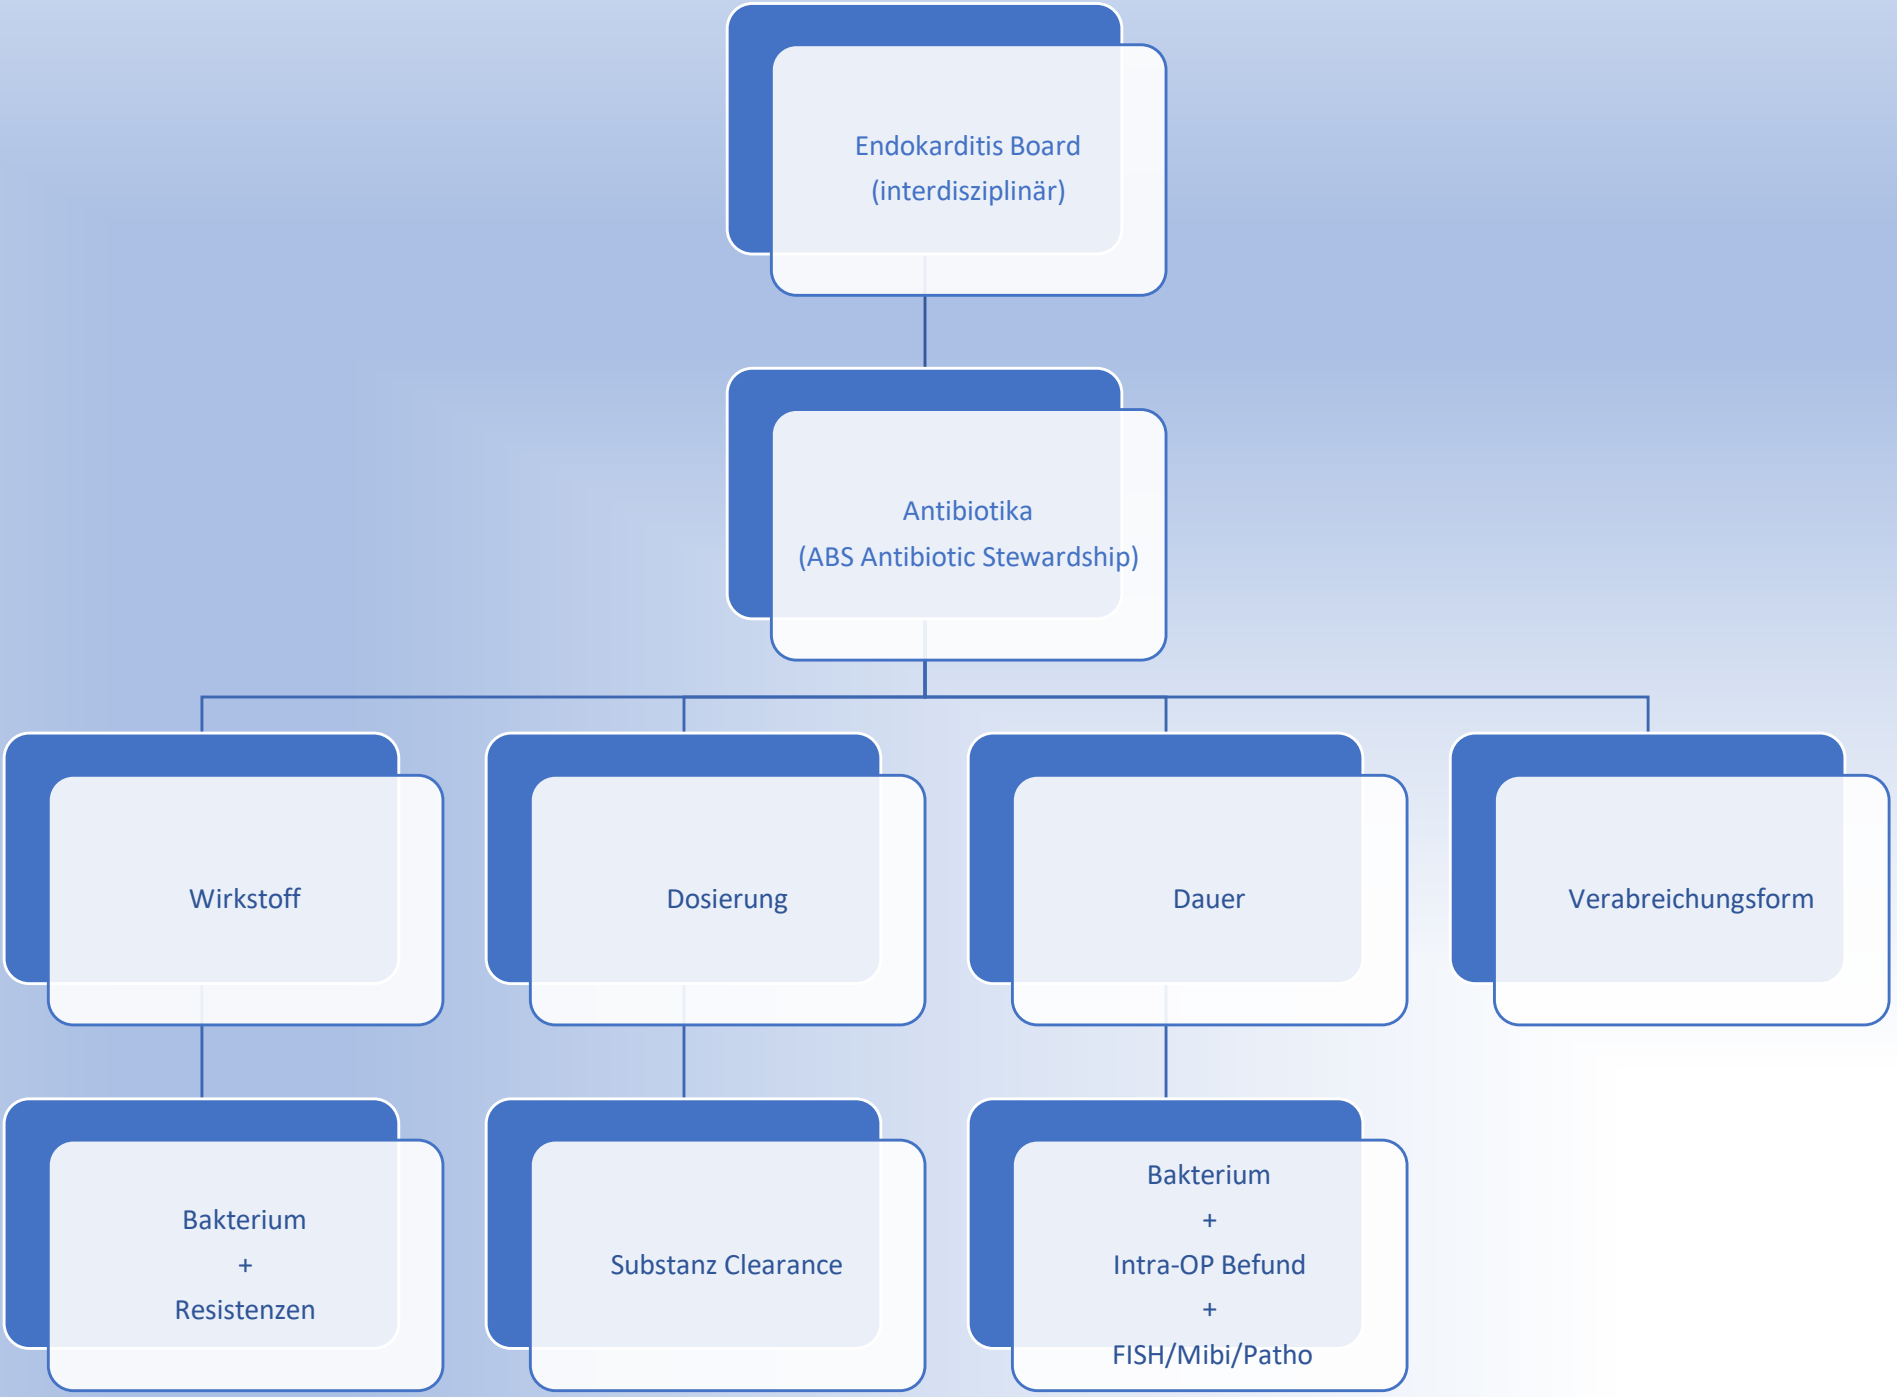 Endokarditis Board
(interdisziplinär)
Antibiotika
(ABS Antibiotic Stewardship)
Wirkstoff
Dosierung
Dauer
Verabreichungsform
Bakterium
+
Resistenzen
Substanz Clearance
Bakterium
+
Intra-OP Befund
+
FISH/Mibi/Patho